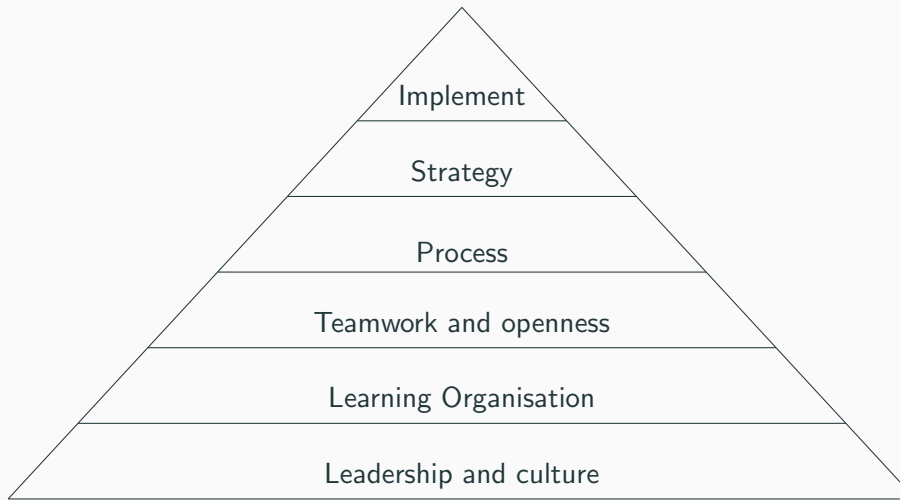 Implement
Strategy
Process
Teamwork and openness
Learning Organisation
Leadership and culture